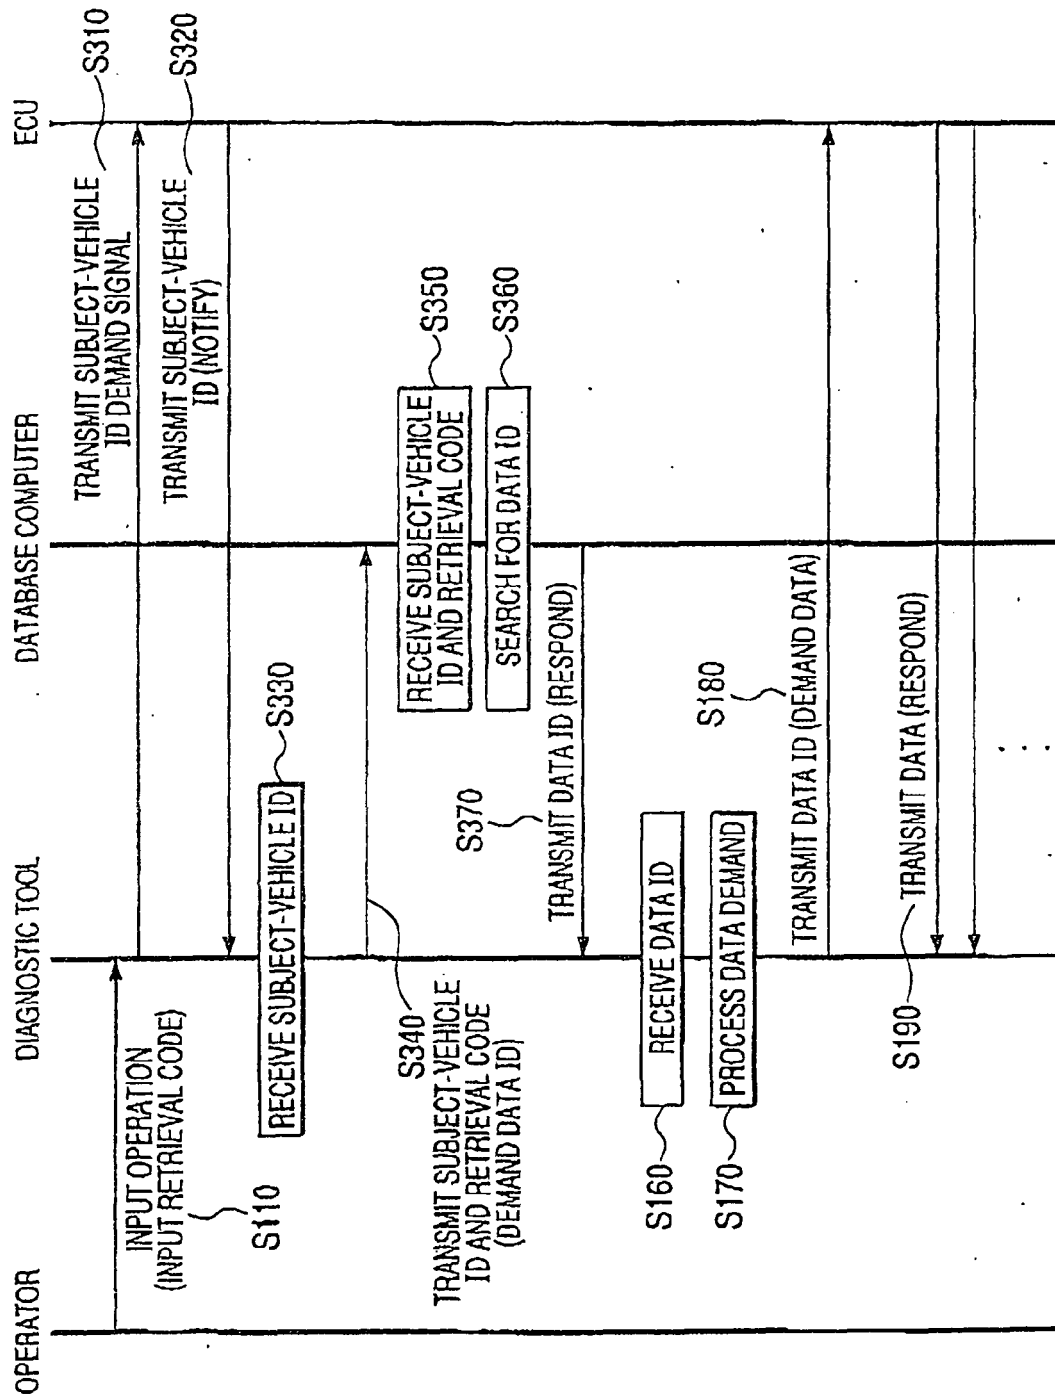 OPERATOR
DIAGNOSTIC TOOL
DATABASE COMPUTER
ECU
INPUT OPERATION
(INPUT RETRIEVAL CODE)
S110
TRANSMIT SUBJECT-VEHICLE
ID DEMAND SIGNAL
S310
TRANSMIT SUBJECT-VEHICLE
ID (NOTIFY)
S320
RECEIVE SUBJECT-VEHICLE ID
S330
S340
TRANSMIT SUBJECT-VEHICLE
ID AND RETRIEVAL CODE
(DEMAND DATA ID)
RECEIVE SUBJECT-VEHICLE
ID AND RETRIEVAL CODE
S350
SEARCH FOR DATA ID
S360
S370
TRANSMIT DATA ID (RESPOND)
RECEIVE DATA ID
S160
PROCESS DATA DEMAND
S170
S180
TRANSMIT DATA ID (DEMAND DATA)
S190
TRANSMIT DATA (RESPOND)